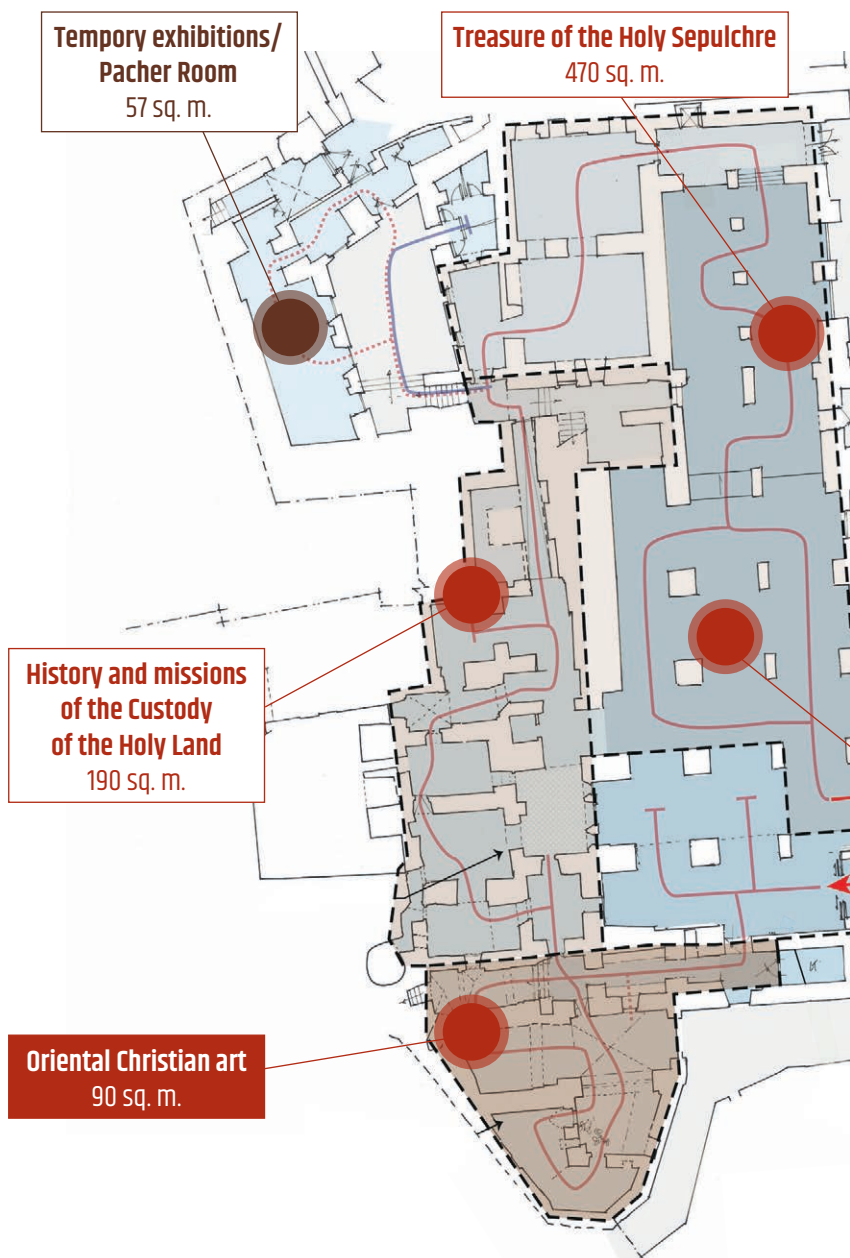 Tempory exhibitions/
Pacher Room
57 sq. m.
Treasure of the Holy Sepulchre
470 sq. m.
History and missions
of the Custody
of the Holy Land
190 sq. m.
Oriental Christian art
90 sq. m.